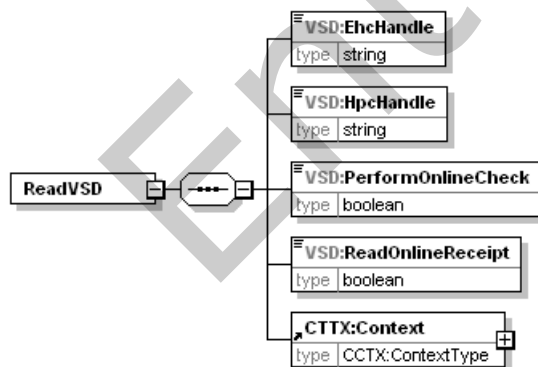 VSD:EhcHandle
type string
VSD:HpcHandle
type string
ReadVSD
VSD:PerformOnlineCheck
type boolean
VSD:ReadOnlineReceipt
type boolean
CTTX:Context
type CCTX:ContextType
Ent